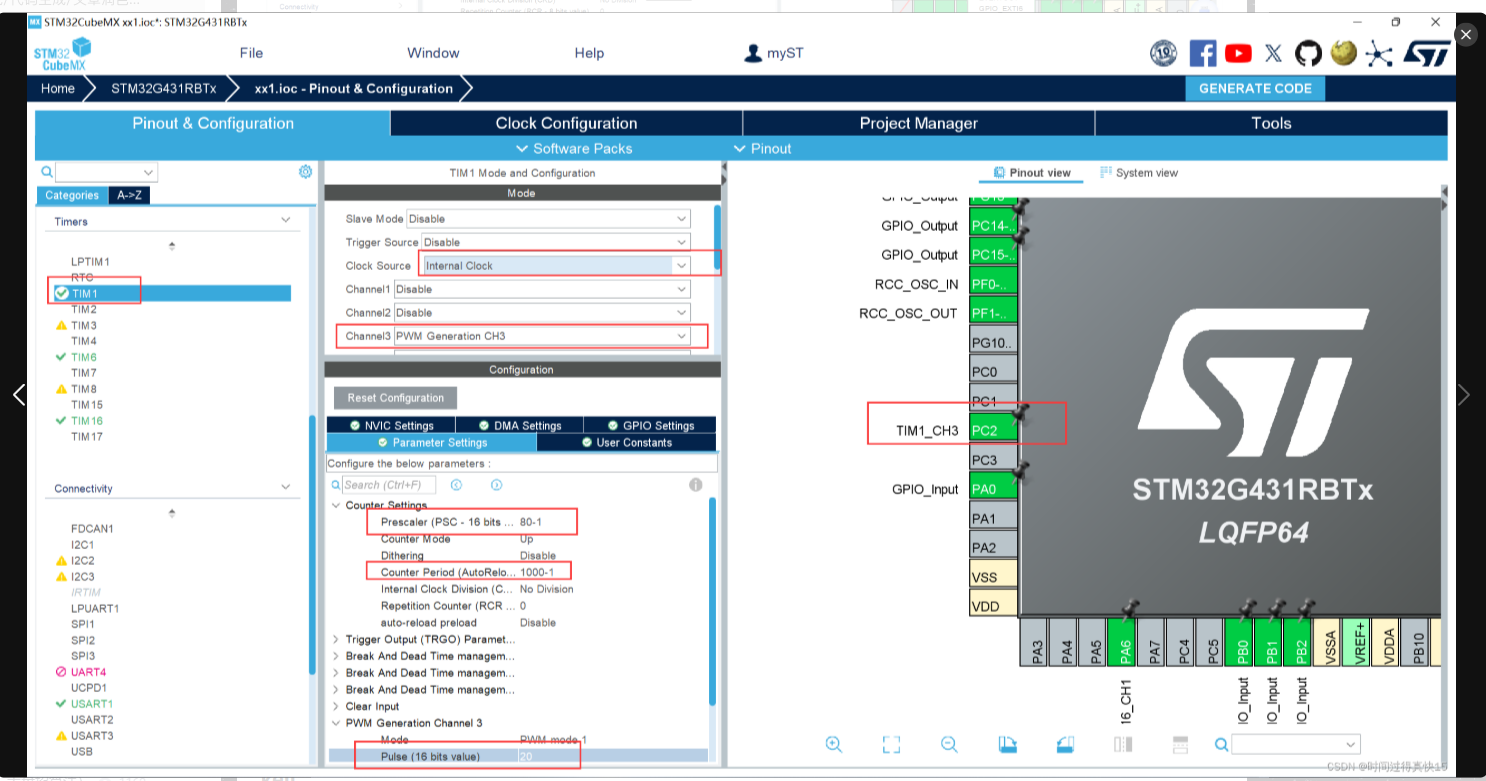 STM32CubeMX xx1.ioc*: STM32G431RBTx
STM32
CubeMX
File
Window
Help
myST
10
Home
STM32G431RBTx
xx1.ioc - Pinout & Configuration
GENERATE CODE
Pinout & Configuration
Clock Configuration
Project Manager
Tools
Software Packs
Pinout
Categories
A->Z
Timers
LPTIM1
RTC
TIM1
TIM2
TIM3
TIM4
TIM6
TIM7
TIM8
TIM15
TIM16
TIM17
Connectivity
FDCAN1
I2C1
I2C2
I2C3
IRTIM
LPUART1
SPI1
SPI2
SPI3
UART4
UCPD1
USART1
USART2
USART3
USB
TIM1 Mode and Configuration
Mode
Slave Mode Disable
Trigger Source Disable
Clock Source Internal Clock
Channel1 Disable
Channel2 Disable
Channel3 PWM Generation CH3
Configuration
Reset Configuration
NVIC Settings
DMA Settings
GPIO Settings
Parameter Settings
User Constants
Configure the below parameters :
Search (Ctrl+F)
Counter Settings
Prescaler (PSC - 16 bits ... 80-1
Counter Mode Up
Dithering Disable
Counter Period (AutoRelo... 1000-1
Internal Clock Division (C... No Division
Repetition Counter (RCR ... 0
auto-reload preload Disable
Trigger Output (TRGO) Paramet...
Break And Dead Time managem...
Break And Dead Time managem...
Break And Dead Time managem...
Clear Input
PWM Generation Channel 3
Mode PWM mode 1
Pulse (16 bits value) 20
Pinout view
System view
GPIO_Output
GPIO_Output PC14-..
GPIO_Output PC15-..
RCC_OSC_IN PF0-..
RCC_OSC_OUT PF1-..
PG10..
PC0
PC1
TIM1_CH3 PC2
PC3
GPIO_Input PA0
PA1
PA2
VSS
VDD
ST
STM32G431RBTx
LQFP64
PA3
PA4
PA5
PA6
PA7
PC4
PC5
PB0
PB1
PB2
VSSA
VREF+
VDDA
PB10
16_CH1
IO_Input
IO_Input
IO_Input
CSDN @时间过得真快15